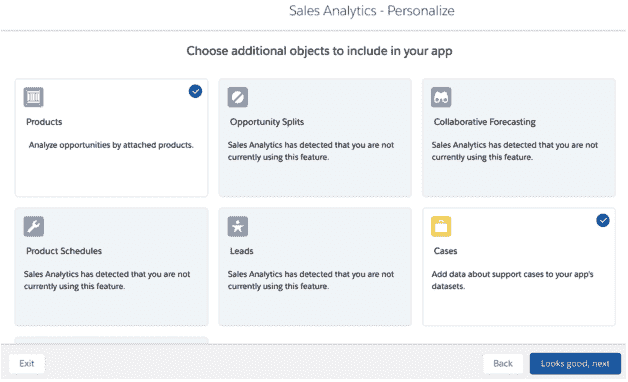 Sales Analytics - Personalize
Choose additional objects to include in your app
Products
Analyze opportunities by attached products.
Opportunity Splits
Sales Analytics has detected that you are not
currently using this feature.
Collaborative Forecasting
Sales Analytics has detected that you are not
currently using this feature.
Product Schedules
Sales Analytics has detected that you are not
currently using this feature.
Leads
Sales Analytics has detected that you are not
currently using this feature.
Cases
Add data about support cases to your app's
datasets.
Exit
Back
Looks good, next